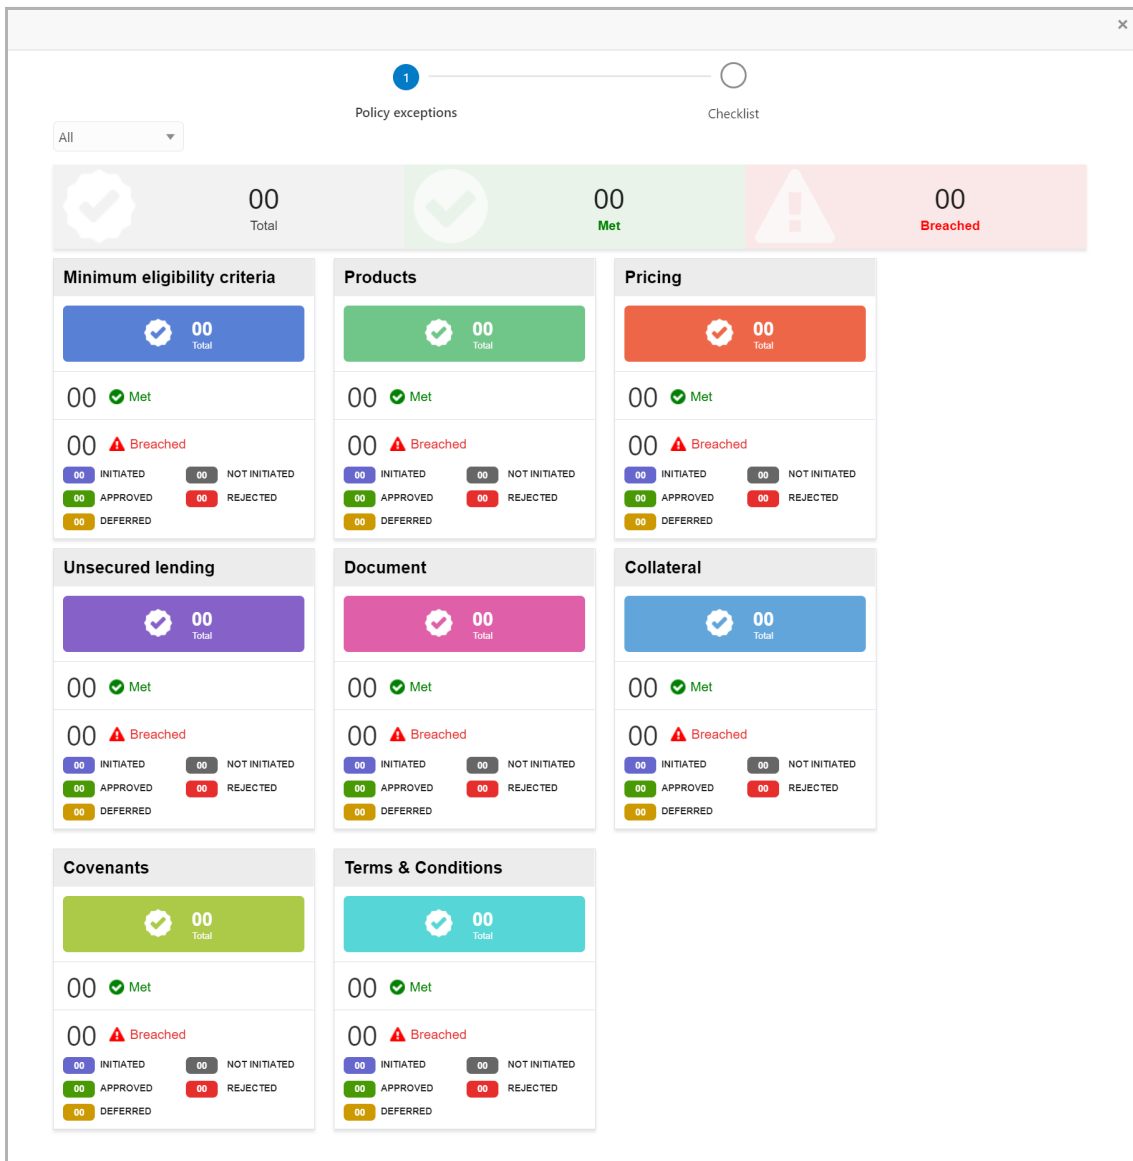 ×
1
Policy exceptions
Checklist
All
00
Total
00
Met
00
Breached
Minimum eligibility criteria
00
Total
00 Met
00 Breached
00 INITIATED 00 NOT INITIATED
00 APPROVED 00 REJECTED
00 DEFERRED
Products
00
Total
00 Met
00 Breached
00 INITIATED 00 NOT INITIATED
00 APPROVED 00 REJECTED
00 DEFERRED
Pricing
00
Total
00 Met
00 Breached
00 INITIATED 00 NOT INITIATED
00 APPROVED 00 REJECTED
00 DEFERRED
Unsecured lending
00
Total
00 Met
00 Breached
00 INITIATED 00 NOT INITIATED
00 APPROVED 00 REJECTED
00 DEFERRED
Document
00
Total
00 Met
00 Breached
00 INITIATED 00 NOT INITIATED
00 APPROVED 00 REJECTED
00 DEFERRED
Collateral
00
Total
00 Met
00 Breached
00 INITIATED 00 NOT INITIATED
00 APPROVED 00 REJECTED
00 DEFERRED
Covenants
00
Total
00 Met
00 Breached
00 INITIATED 00 NOT INITIATED
00 APPROVED 00 REJECTED
00 DEFERRED
Terms & Conditions
00
Total
00 Met
00 Breached
00 INITIATED 00 NOT INITIATED
00 APPROVED 00 REJECTED
00 DEFERRED